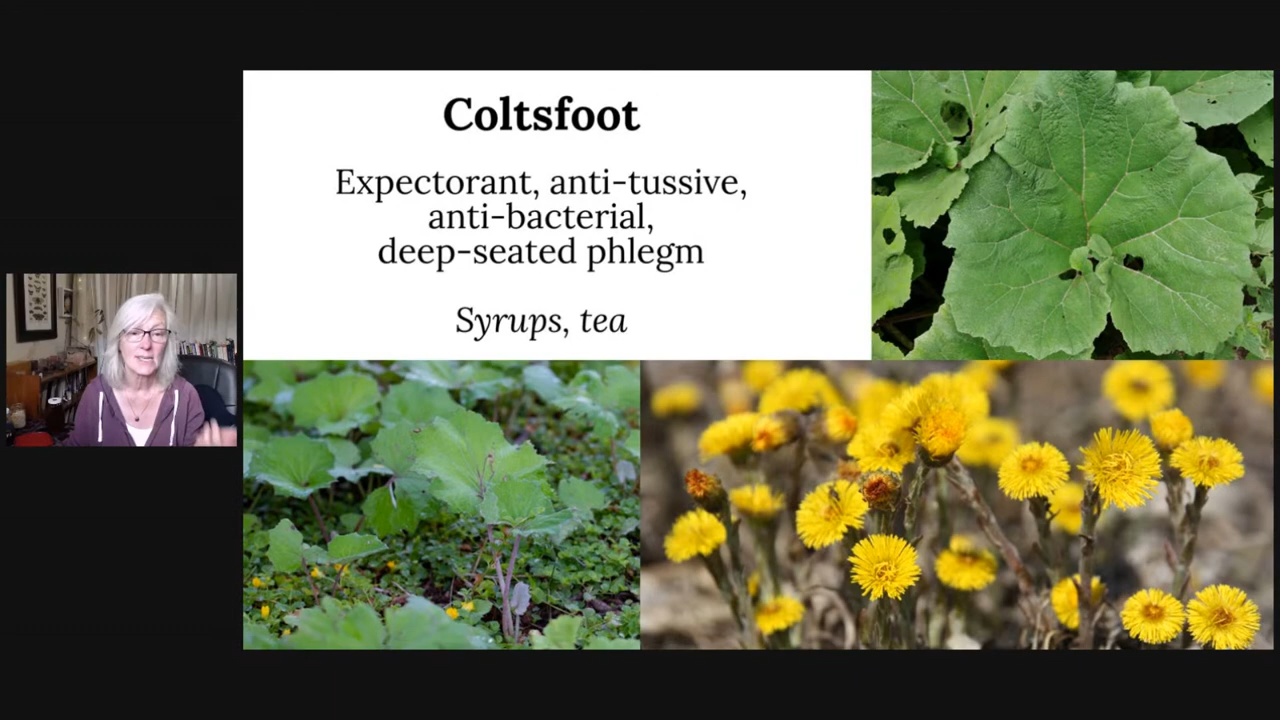 Coltsfoot
Expectorant, anti-tussive,
anti-bacterial,
deep-seated phlegm
Syrups, tea